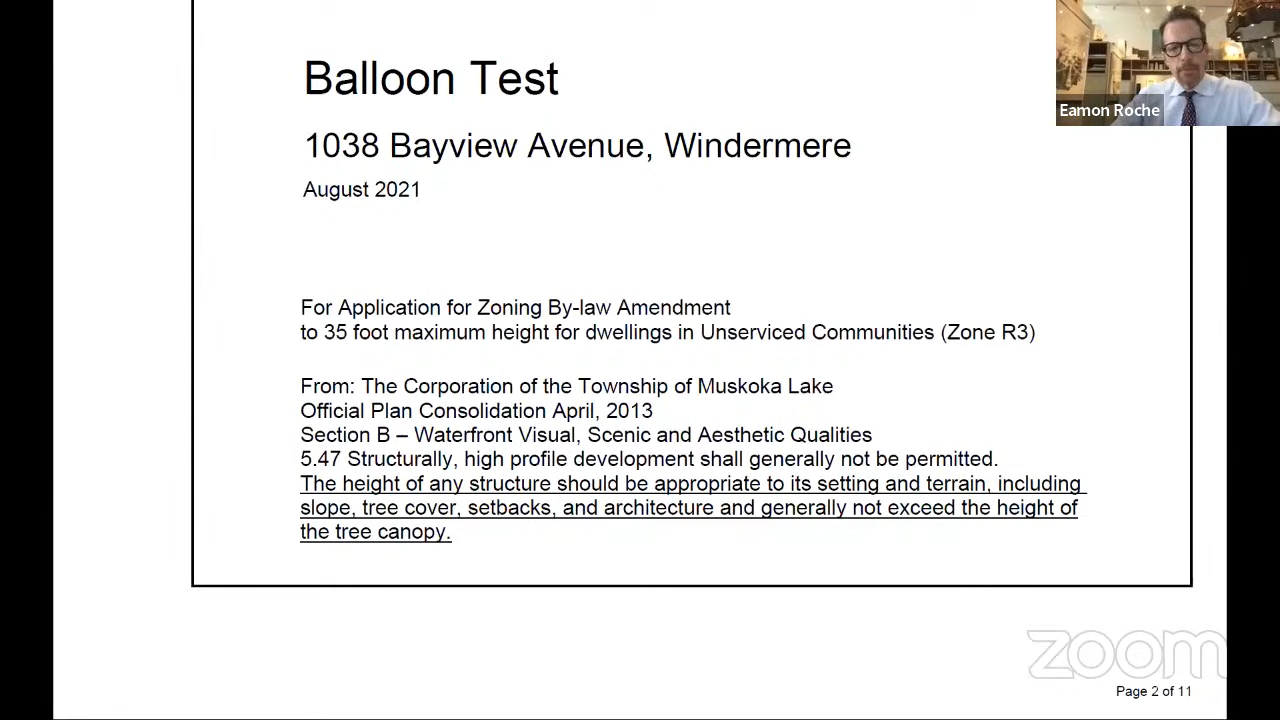 Balloon Test
1038 Bayview Avenue, Windermere
August 2021
For Application for Zoning By-law Amendment
to 35 foot maximum height for dwellings in Unserviced Communities (Zone R3)
From: The Corporation of the Township of Muskoka Lake
Official Plan Consolidation April, 2013
Section B – Waterfront Visual, Scenic and Aesthetic Qualities
5.47 Structurally, high profile development shall generally not be permitted.
The height of any structure should be appropriate to its setting and terrain, including
slope, tree cover, setbacks, and architecture and generally not exceed the height of
the tree canopy.
Eamon Roche
zoom
Page 2 of 11